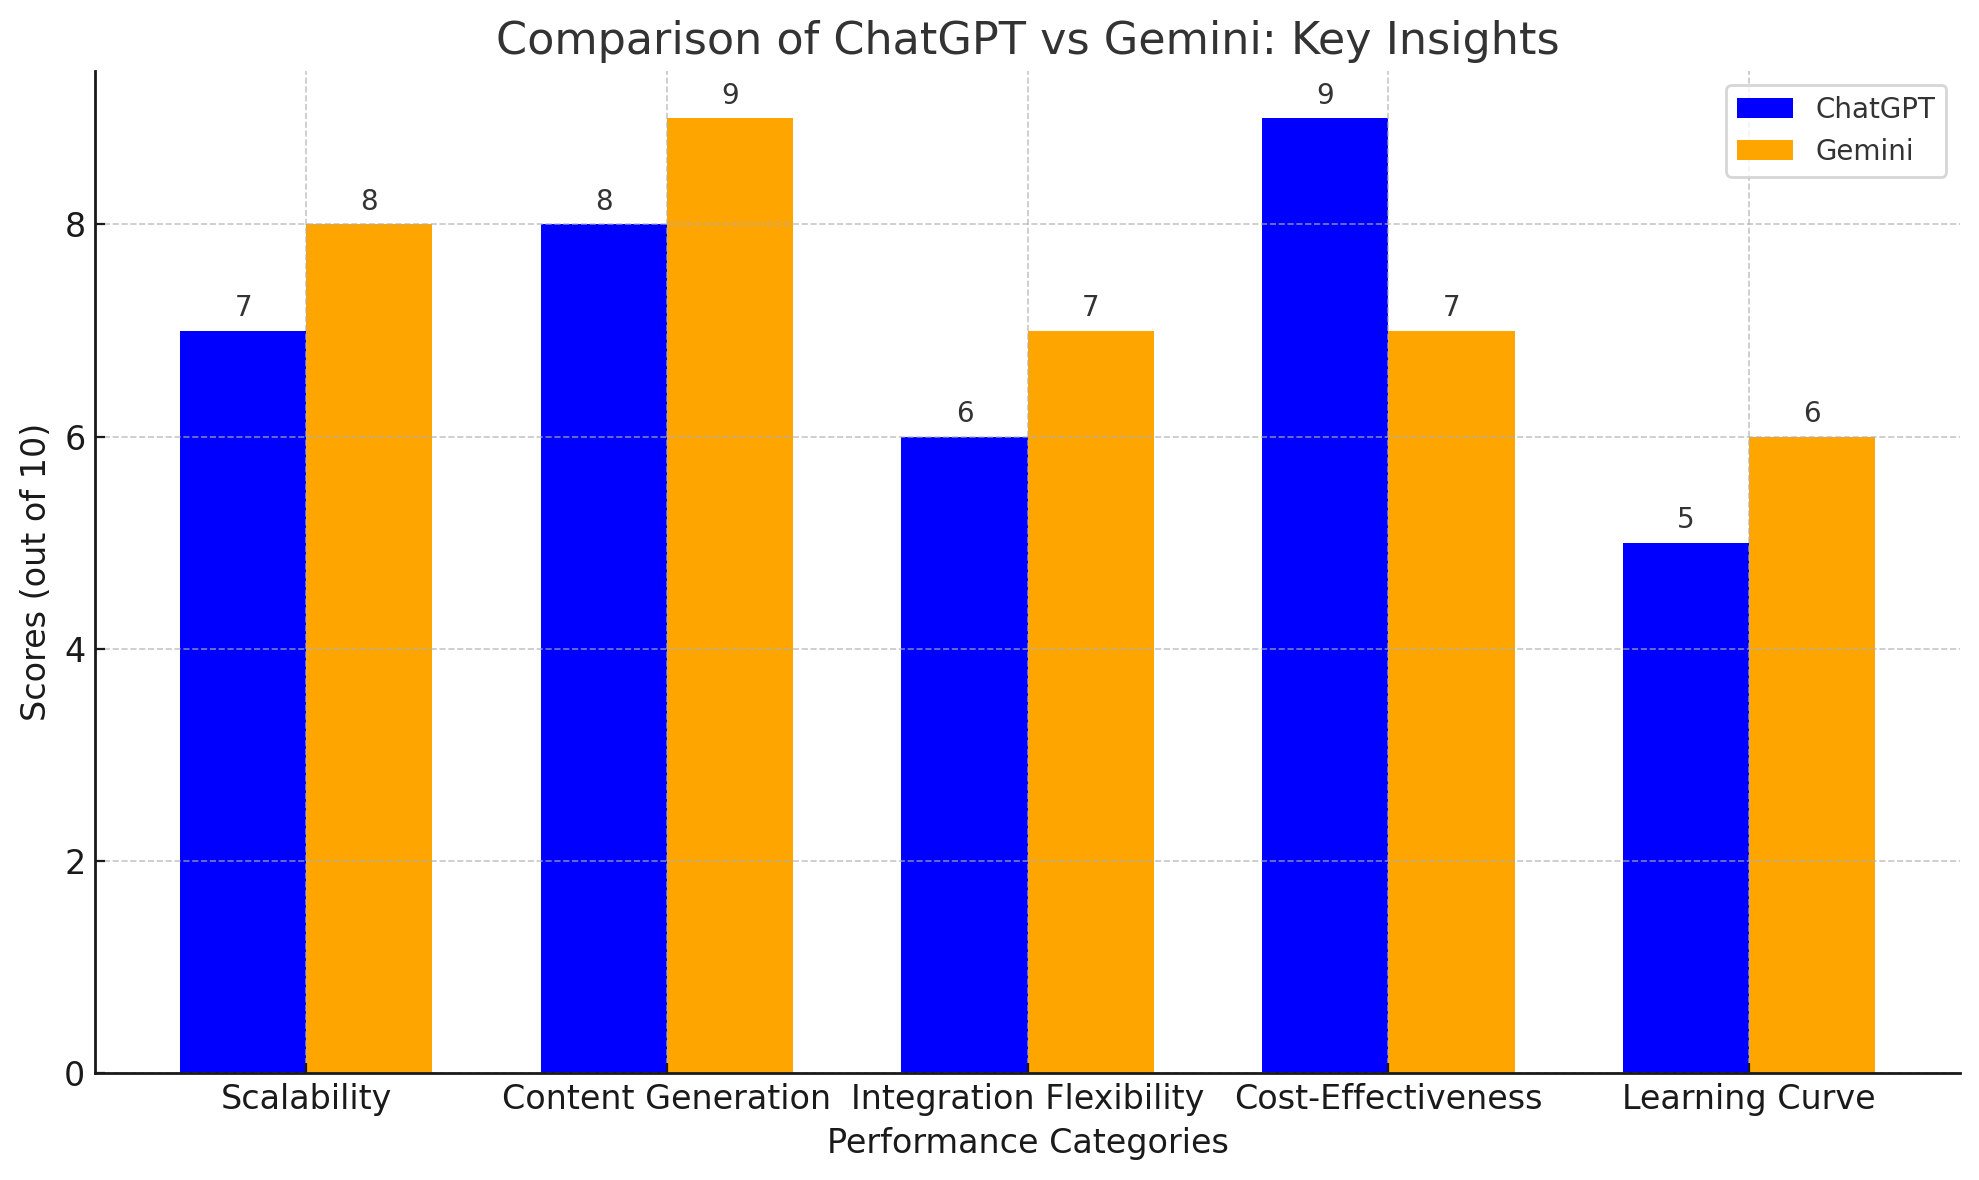 Comparison of ChatGPT vs Gemini: Key Insights
ChatGPT
Gemini
Scores (out of 10)
8
6
4
2
0
7
8
8
9
6
7
9
7
5
6
Scalability
Content Generation
Integration Flexibility
Cost-Effectiveness
Learning Curve
Performance Categories